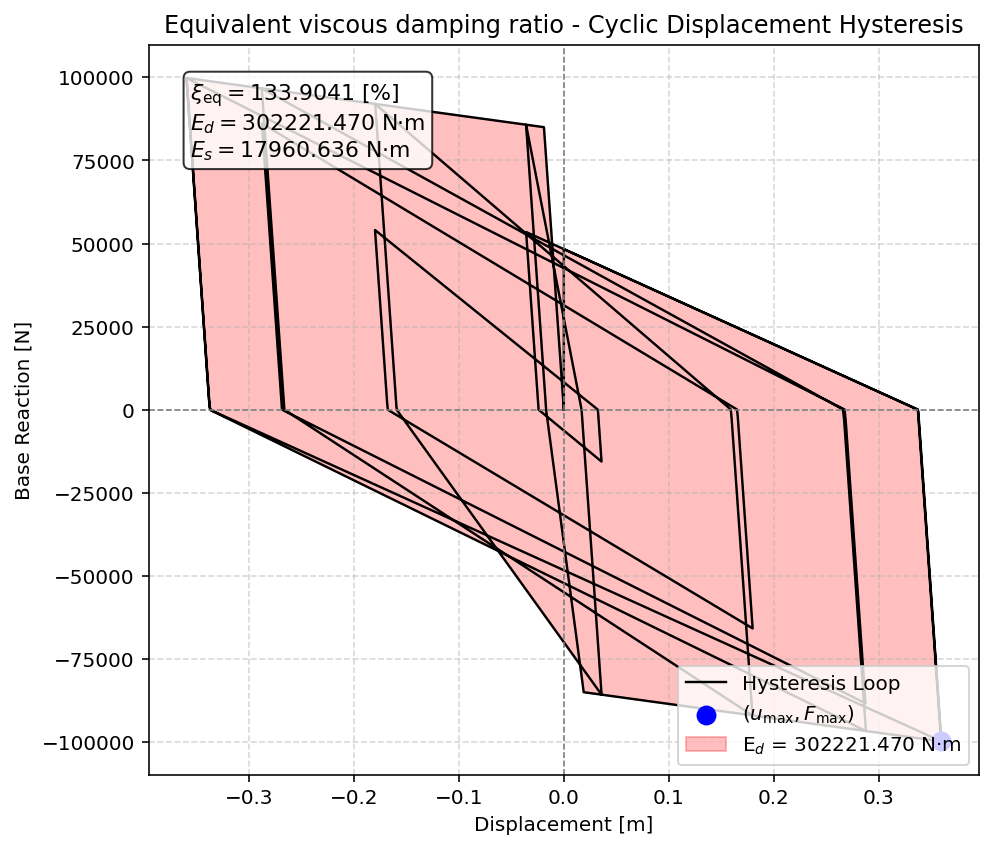 Equivalent viscous damping ratio - Cyclic Displacement Hysteresis
ξeq = 133.9041 [%]
Ed = 302221.470 N·m
Es = 17960.636 N·m
100000
75000
50000
25000
0
−25000
−50000
−75000
−100000
Base Reaction [N]
Hysteresis Loop
(umax, Fmax)
Ed = 302221.470 N·m
−0.3 −0.2 −0.1 0.0 0.1 0.2 0.3
Displacement [m]